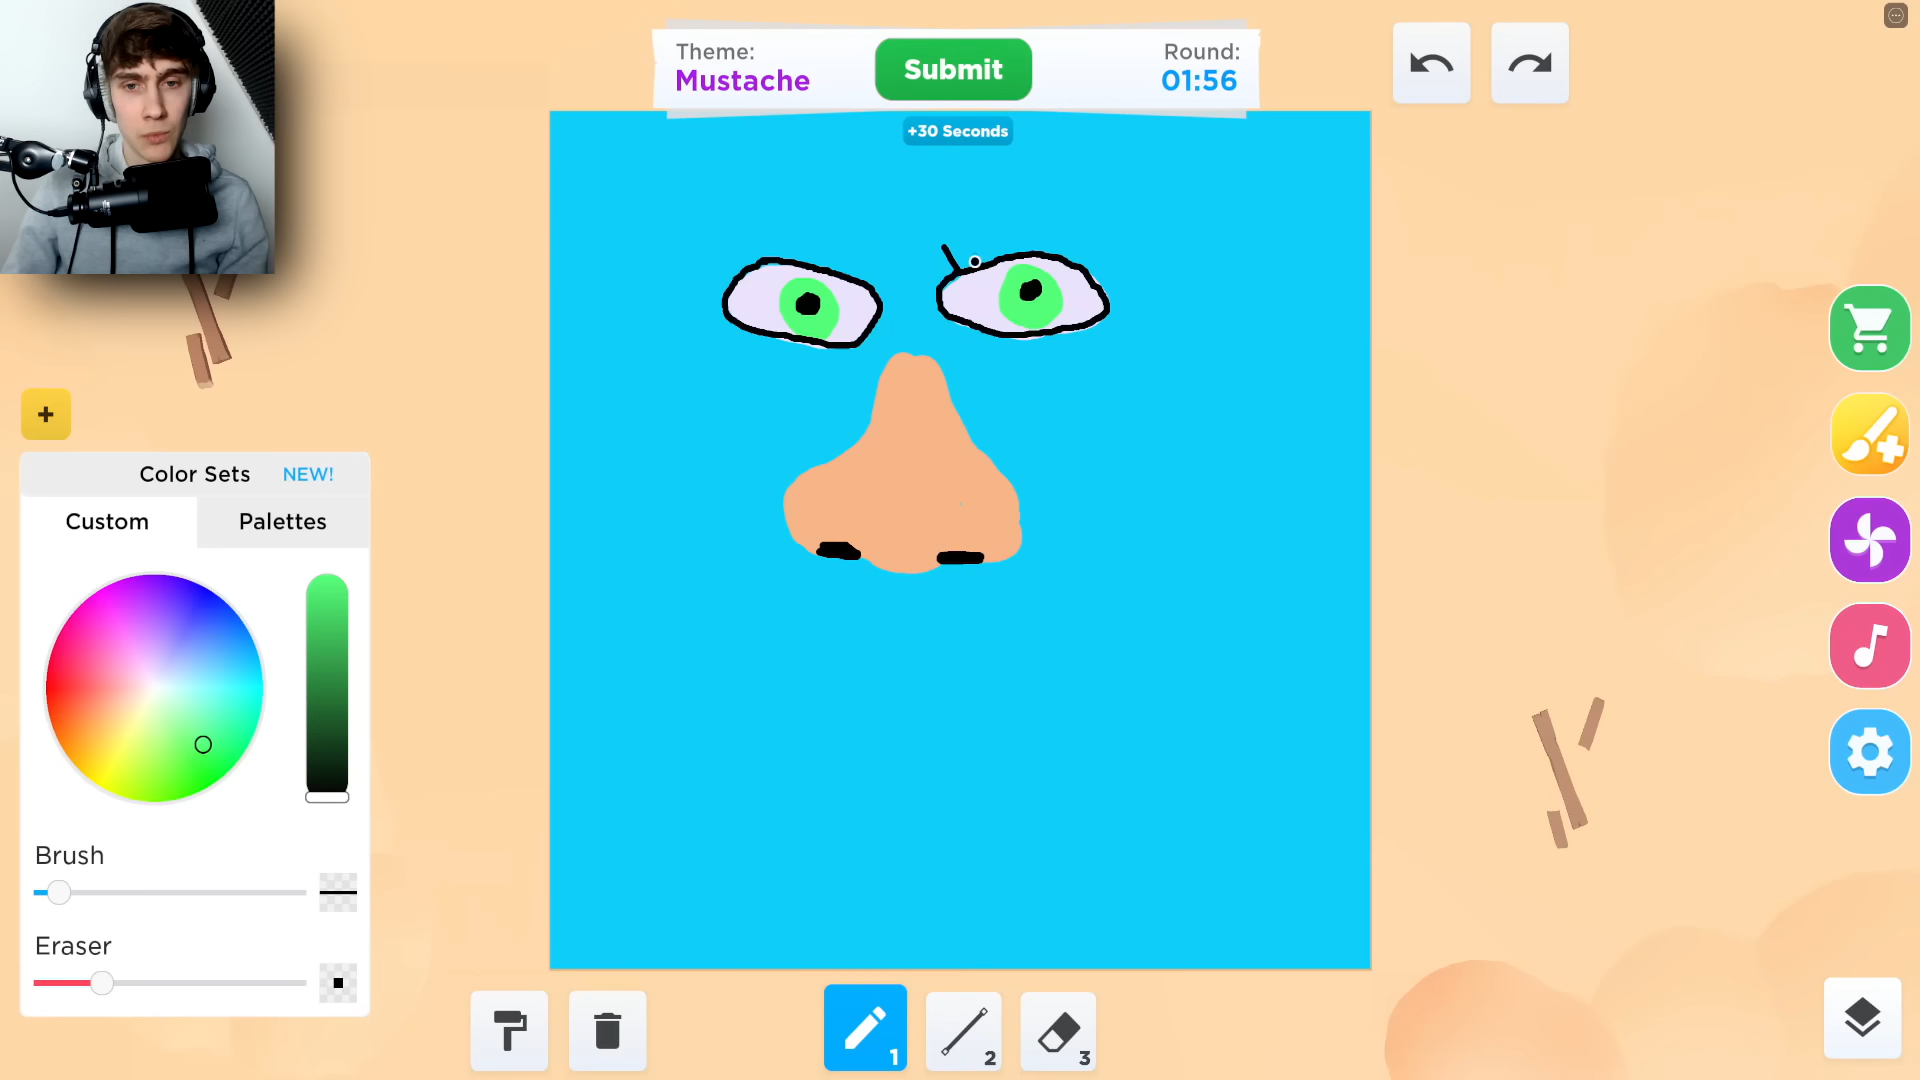 Theme:
Mustache
Submit
Round:
01:56
+30 Seconds
+
Color Sets
NEW!
Custom
Palettes
Brush
Eraser
1
2
3